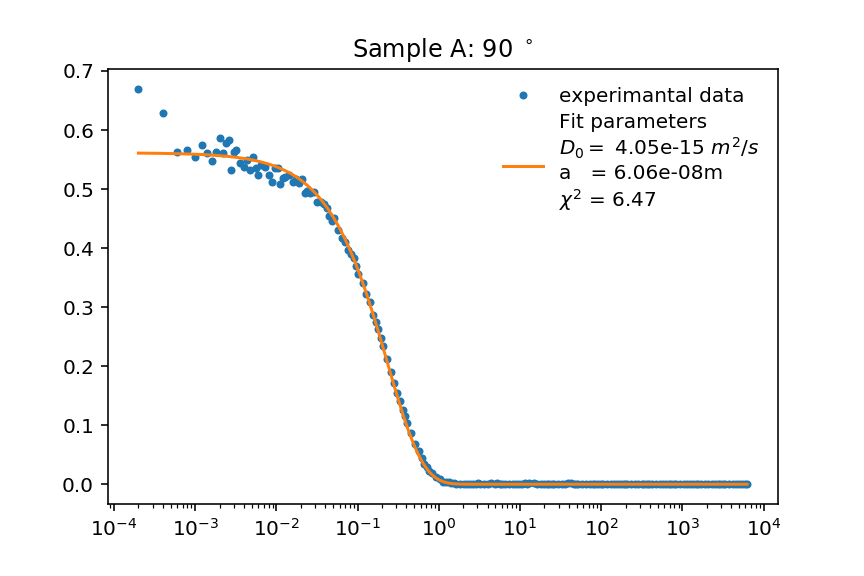 Sample A: 90 °
0.7
0.6
0.5
0.4
0.3
0.2
0.1
0.0
experimantal data
Fit parameters
D₀ = 4.05e-15 m²/s
a = 6.06e-08m
χ² = 6.47
10⁻⁴ 10⁻³ 10⁻² 10⁻¹ 10⁰ 10¹ 10² 10³ 10⁴